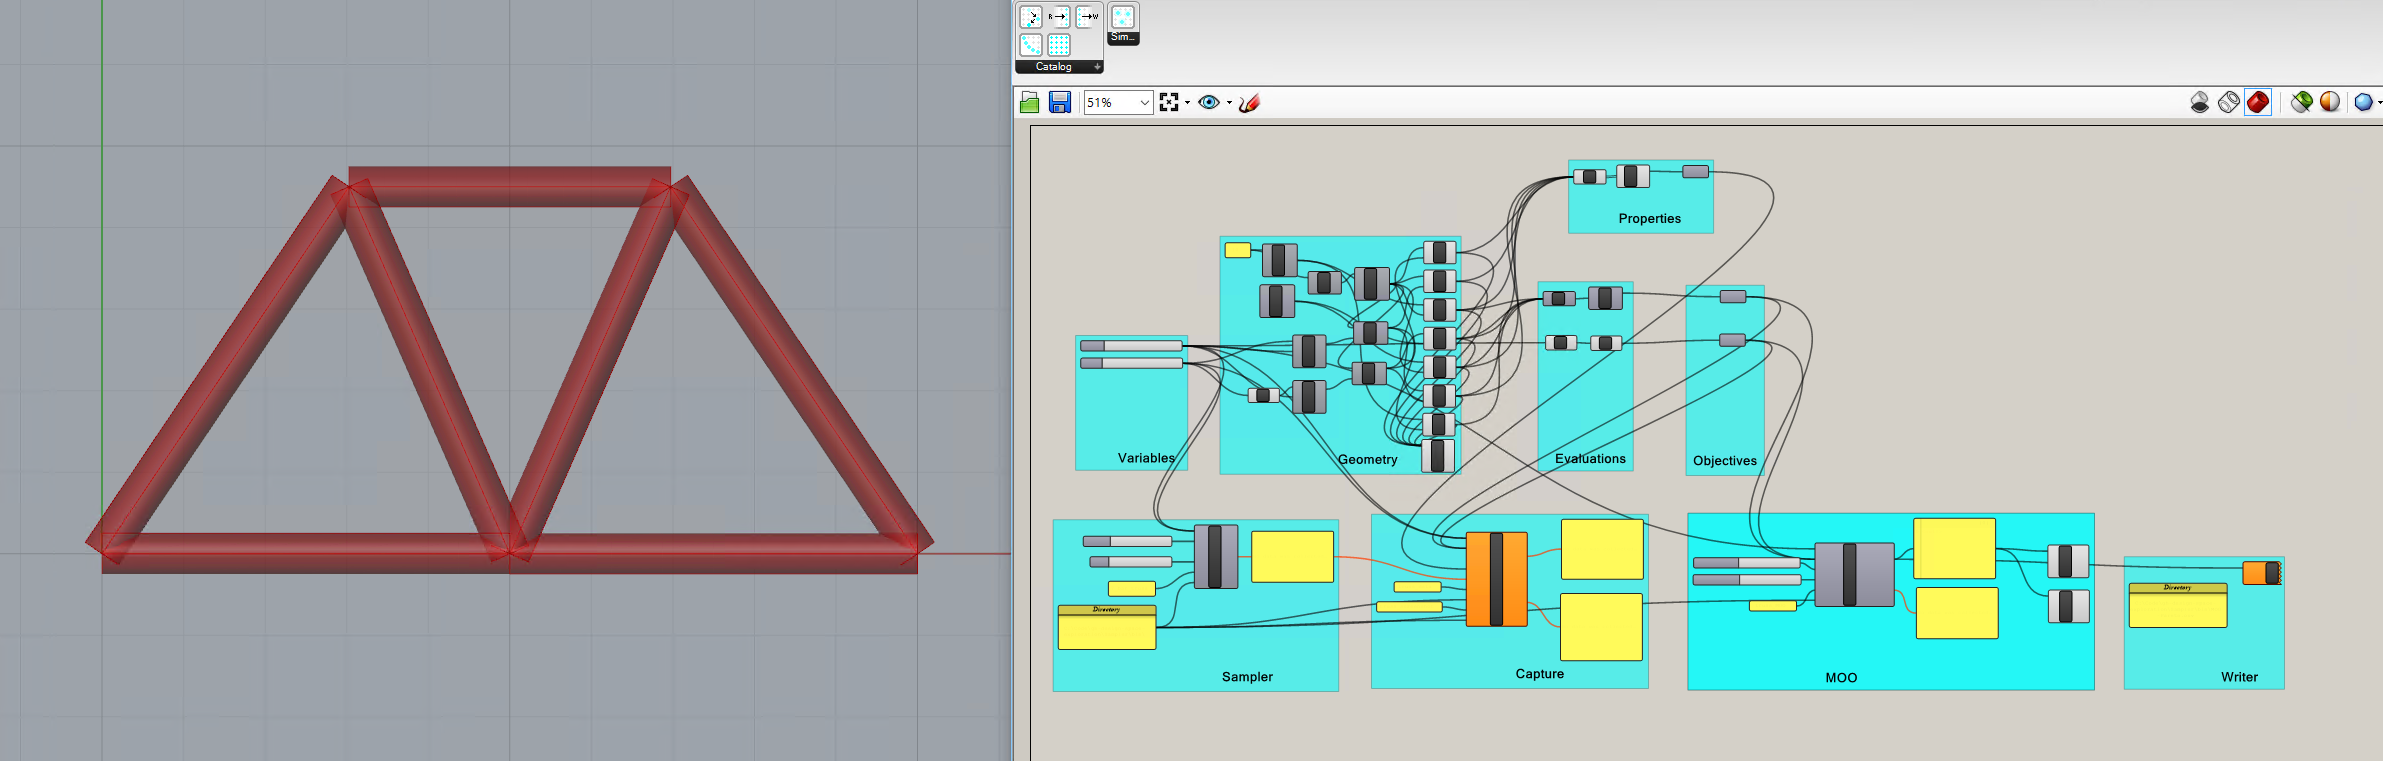 R
W
Sim...
Catalog
51%
Properties
Variables
Geometry
Evaluations
Objectives
Directory
Sampler
Capture
MOO
Directory
Writer